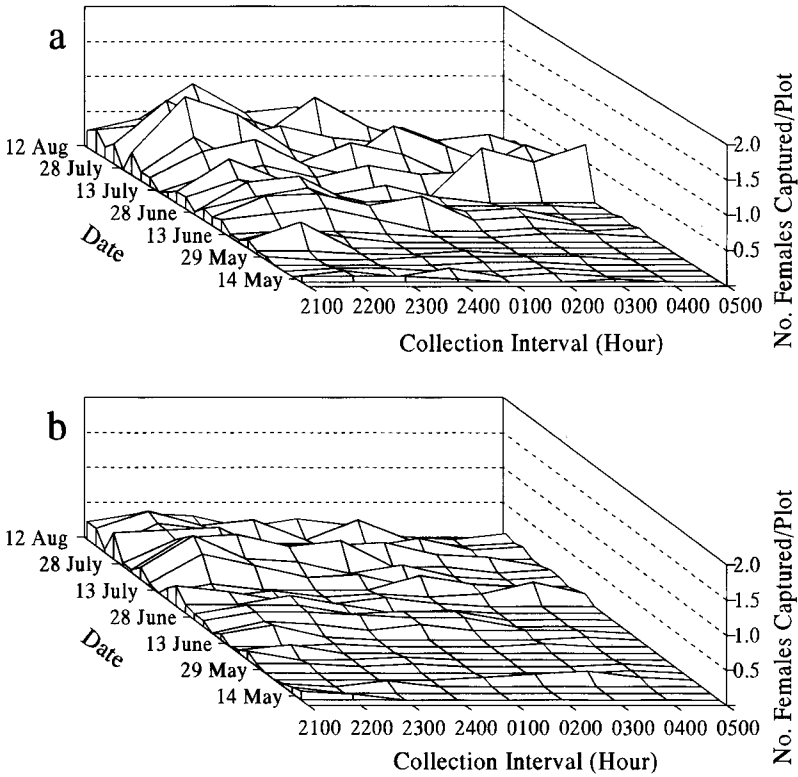 a
12 Aug
28 July
13 July
28 June
13 June
29 May
14 May
Date
2100 2200 2300 2400 0100 0200 0300 0400 0500
Collection Interval (Hour)
2.0
1.5
1.0
0.5
No. Females Captured/Plot
b
12 Aug
28 July
13 July
28 June
13 June
29 May
14 May
Date
2100 2200 2300 2400 0100 0200 0300 0400 0500
Collection Interval (Hour)
2.0
1.5
1.0
0.5
No. Females Captured/Plot